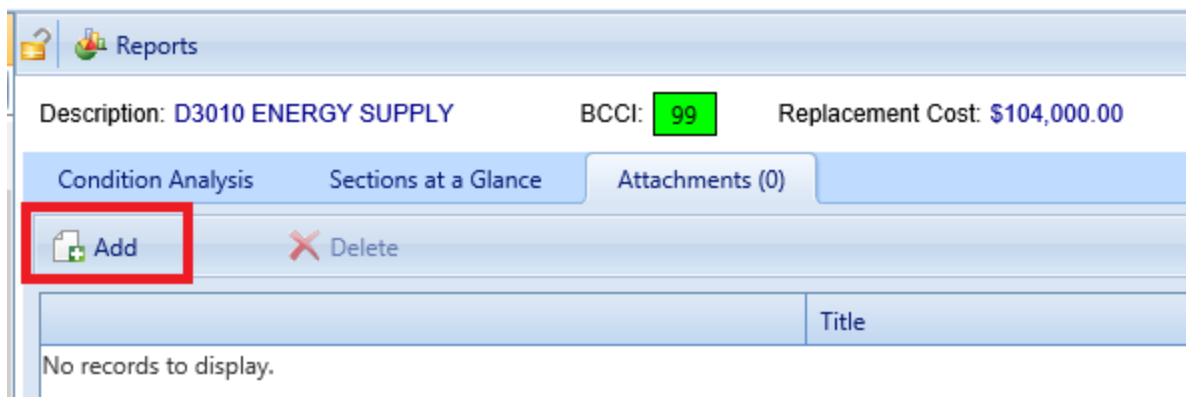 Reports
Description: D3010 ENERGY SUPPLY BCCI: 99 Replacement Cost: $104,000.00
Condition Analysis Sections at a Glance Attachments (0)
Add Delete
Title
No records to display.